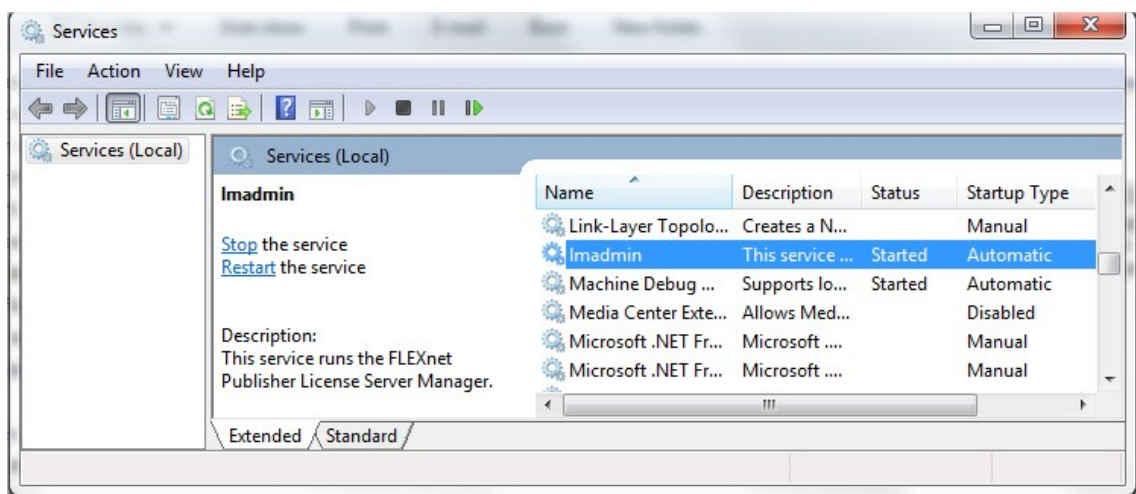 Services
File Action View Help
Services (Local)
Services (Local)
lmadmin
Stop the service
Restart the service
Description:
This service runs the FLEXnet
Publisher License Server Manager.
Name Description Status Startup Type
Link-Layer Topolo... Creates a N... Manual
lmadmin This service ... Started Automatic
Machine Debug ... Supports lo... Started Automatic
Media Center Exte... Allows Med... Disabled
Microsoft .NET Fr... Microsoft .... Manual
Microsoft .NET Fr... Microsoft .... Manual
Extended Standard